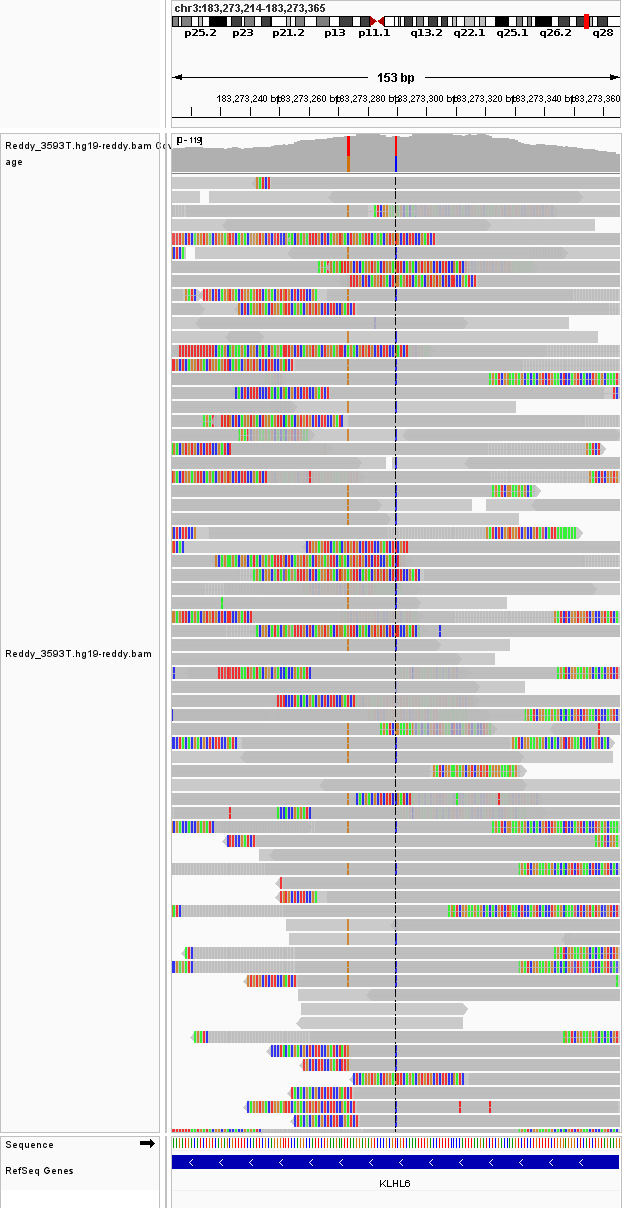 chr3:183,273,214-183,273,365
p25.2 p23 p21.2 p13 p11.1 q13.2 q22.1 q25.1 q26.2 q28
153 bp
183,273,240 bp 183,273,260 bp 183,273,280 bp 183,273,300 bp 183,273,320 bp 183,273,340 bp 183,273,360
Reddy_3593T.hg19-reddy.bam Cov
age
[0 - 119]
Reddy_3593T.hg19-reddy.bam
Sequence
RefSeq Genes
KLHL6